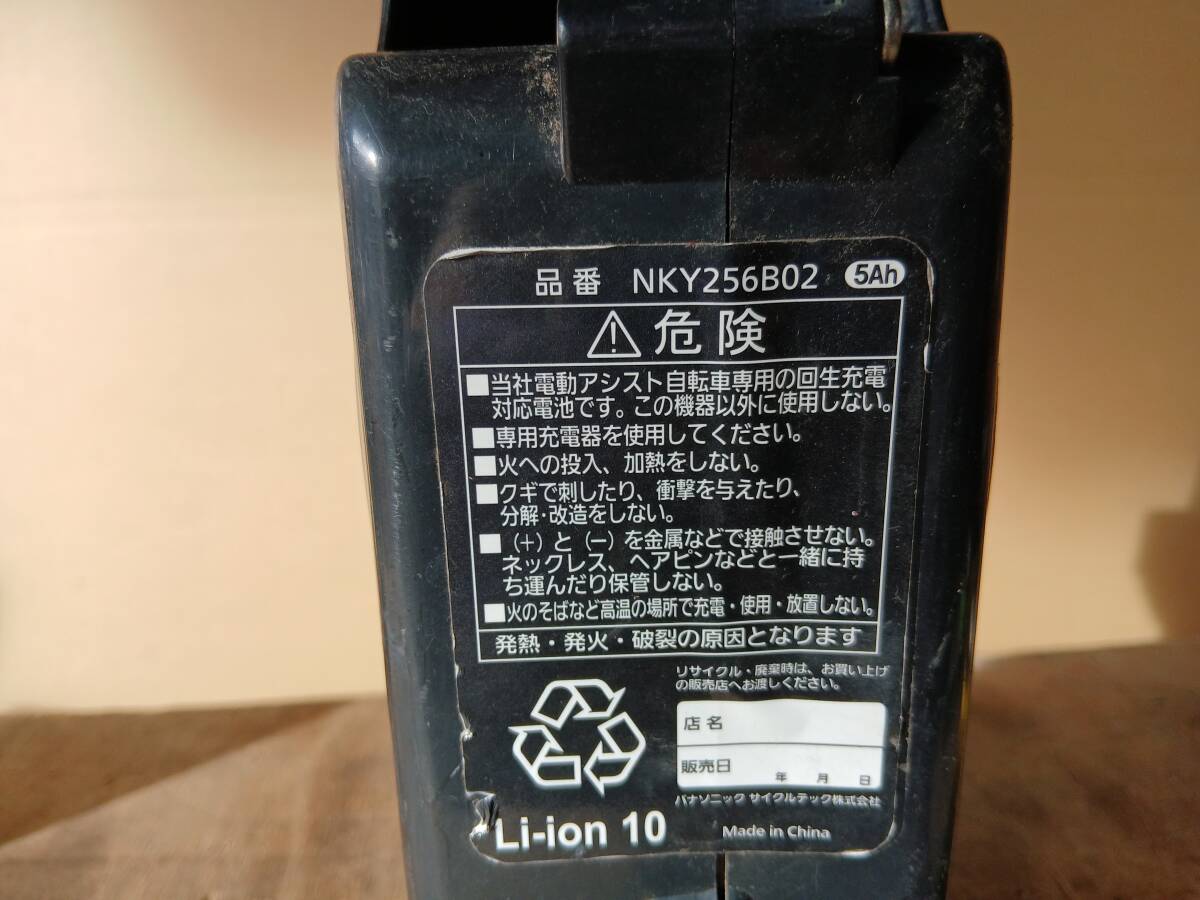 品番 NKY256B02 5Ah
危険
■当社電動アシスト自転車専用の回生充電
対応電池です。この機器以外に使用しない。
■専用充電器を使用してください。
■火への投入、加熱をしない。
■クギで刺したり、衝撃を与えたり、
分解・改造をしない。
■(+)と(−)を金属などで接触させない。
ネックレス、ヘアピンなどと一緒に持
ち運んだり保管しない。
■火のそばなど高温の場所で充電・使用・放置しない。
発熱・発火・破裂の原因となります
リサイクル・廃棄時は、お買い上げ
の販売店へお渡しください。
店名
販売日 年 月 日
パナソニック サイクルテック株式会社
Li-ion 10
Made in China